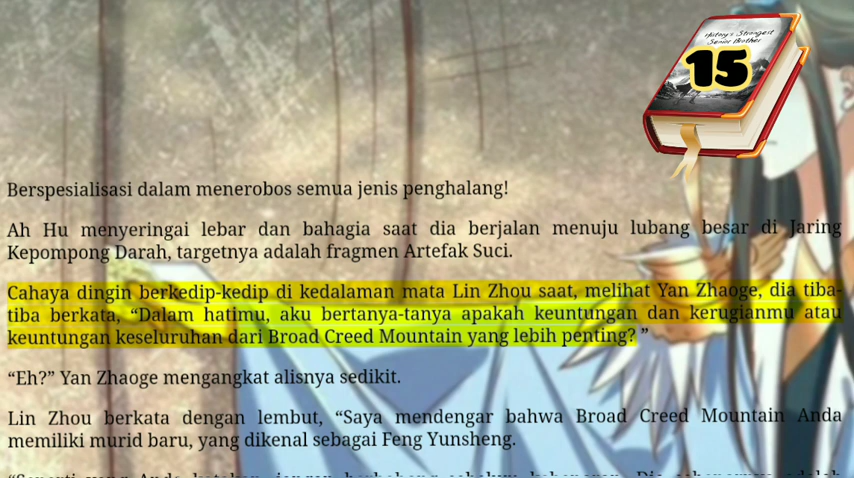 History's Strongest
Senior Brother
15
Berspesialisasi dalam menerobos semua jenis penghalang!
Ah Hu menyeringai lebar dan bahagia saat dia berjalan menuju lubang besar di Jaring
Kepompong Darah, targetnya adalah fragmen Artefak Suci.
Cahaya dingin berkedip-kedip di kedalaman mata Lin Zhou saat, melihat Yan Zhaoge, dia tiba-
tiba berkata, “Dalam hatimu, aku bertanya-tanya apakah keuntungan dan kerugianmu atau
keuntungan keseluruhan dari Broad Creed Mountain yang lebih penting? ”
“Eh?” Yan Zhaoge mengangkat alisnya sedikit.
Lin Zhou berkata dengan lembut, “Saya mendengar bahwa Broad Creed Mountain Anda
memiliki murid baru, yang dikenal sebagai Feng Yunsheng.